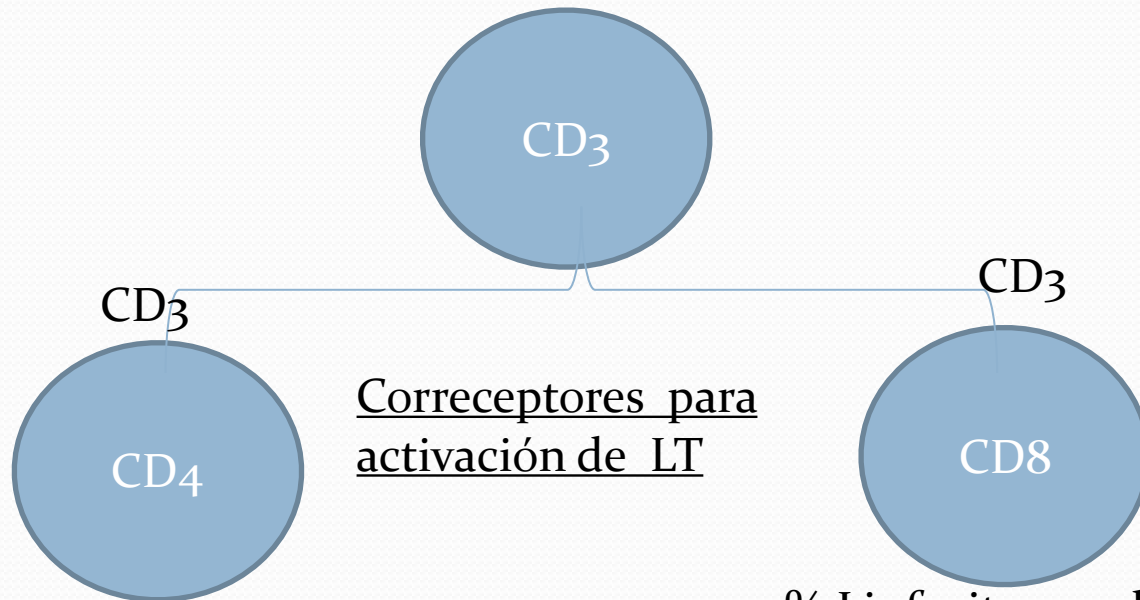 CD3
CD3
CD3
Correceptores para
activación de LT
CD4
CD8